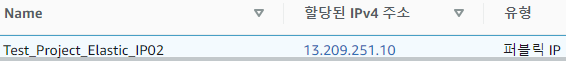 Name 할당된 IPv4 주소 유형
Test_Project_Elastic_IP02 13.209.251.10 퍼블릭 IP